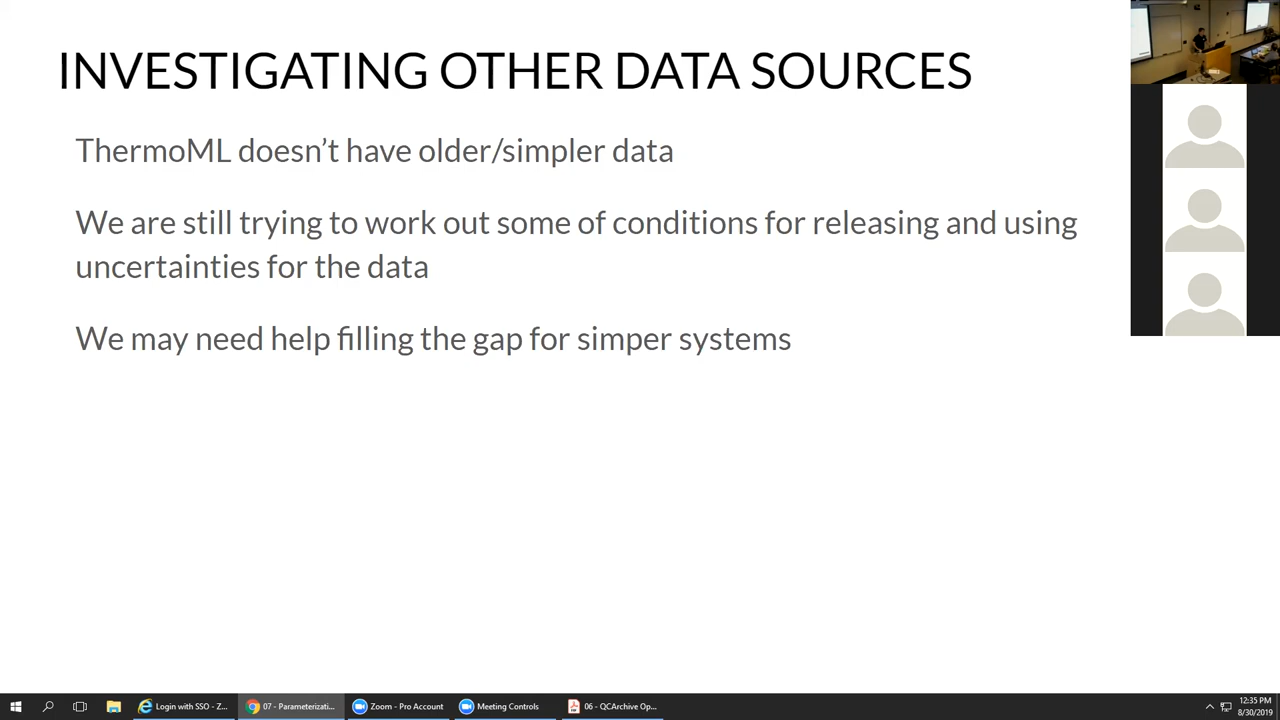 INVESTIGATING OTHER DATA SOURCES
ThermoML doesn't have older/simpler data
We are still trying to work out some of conditions for releasing and using
uncertainties for the data
We may need help filling the gap for simper systems
Login with SSO - Z...
07 - Parameterizati...
Zoom - Pro Account
Meeting Controls
06 - QCArchive Op...
12:35 PM
8/30/2019